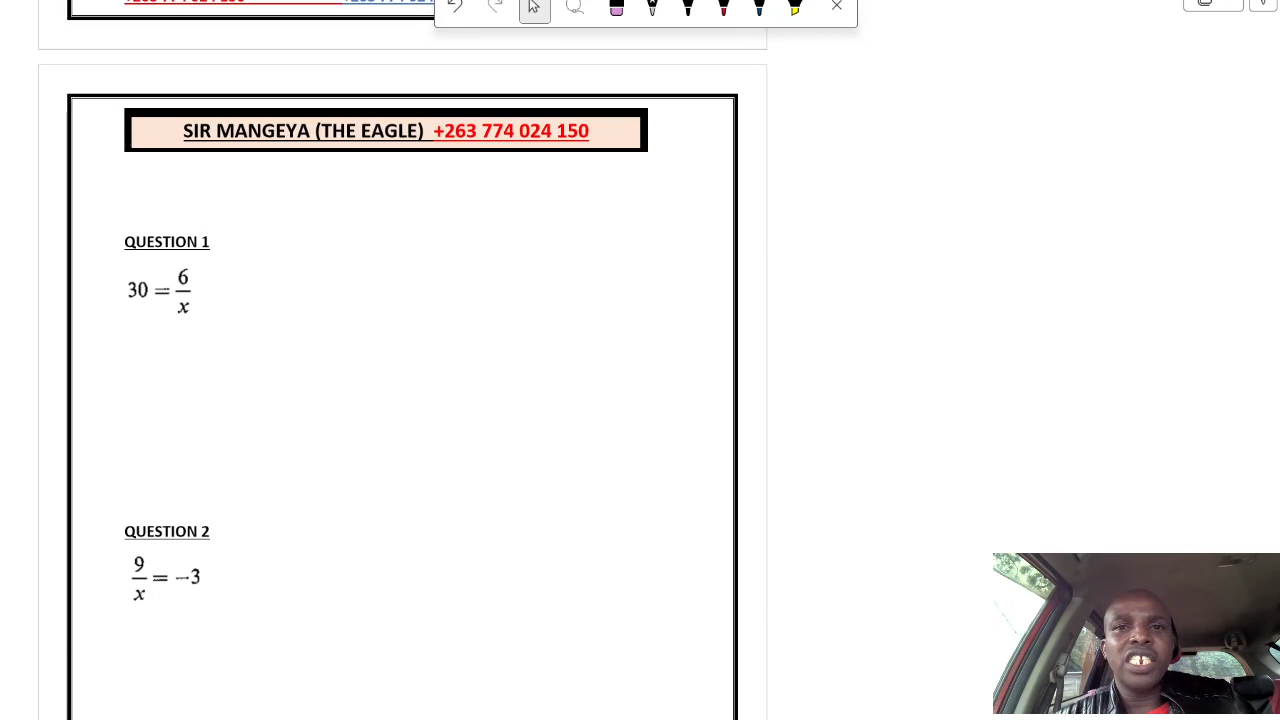 SIR MANGEYA (THE EAGLE) +263 774 024 150
QUESTION 1
30 = 6/x
QUESTION 2
9/x = −3